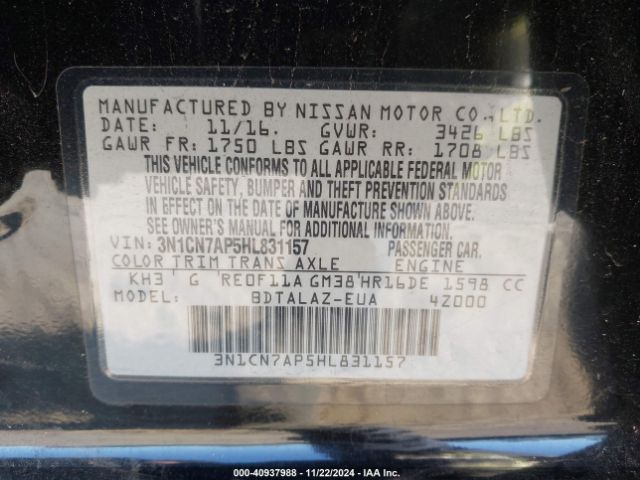 MANUFACTURED BY NISSAN MOTOR CO., LTD.
DATE: 11/16. GVWR: 3426 LBS
GAWR FR: 1750 LBS GAWR RR: 1708 LBS
THIS VEHICLE CONFORMS TO ALL APPLICABLE FEDERAL MOTOR
VEHICLE SAFETY, BUMPER AND THEFT PREVENTION STANDARDS
IN EFFECT ON THE DATE OF MANUFACTURE SHOWN ABOVE.
SEE OWNER'S MANUAL FOR ADDITIONAL INFORMATION.
VIN: 3N1CN7AP5HL831157 PASSENGER CAR.
COLOR TRIM TRANS AXLE ENGINE
KH3 G RE0F11A GM38 HR16DE 1598 CC
MODEL: BDTALAZ-EUA 4Z000
3N1CN7AP5HL831157
000-40937988 - 11/22/2024 - IAA Inc.